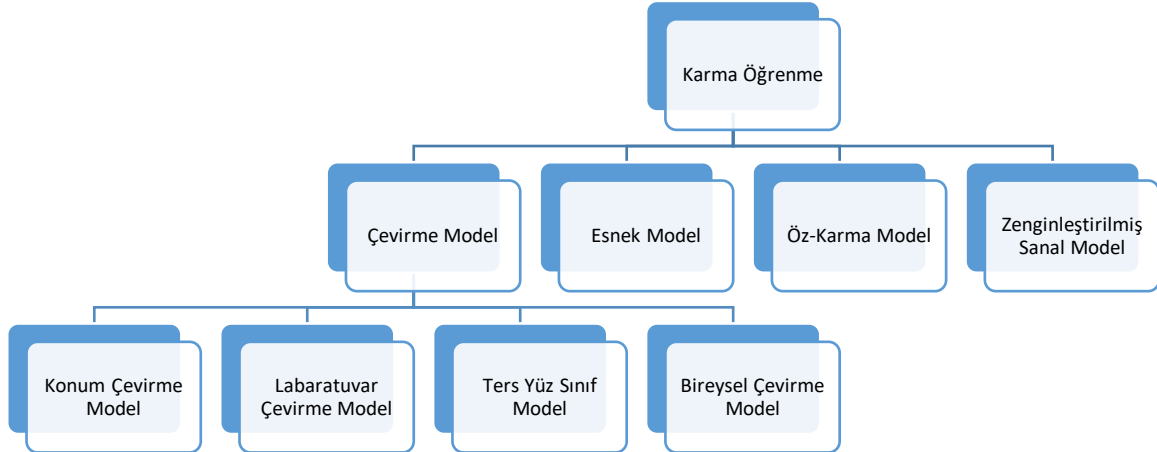 Karma Öğrenme
Çevirme Model
Esnek Model
Öz-Karma Model
Zenginleştirilmiş
Sanal Model
Konum Çevirme
Model
Labaratuvar
Çevirme Model
Ters Yüz Sınıf
Model
Bireysel Çevirme
Model